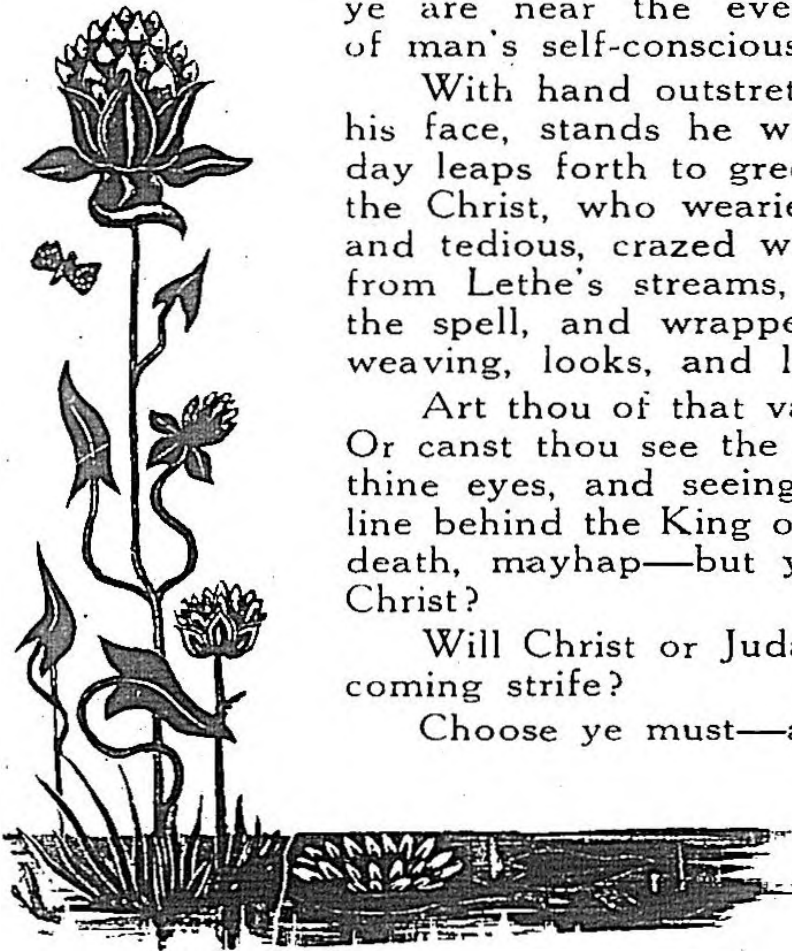 ye are near the eve
of man's self-conscious
With hand outstret
his face, stands he w
day leaps forth to gree
the Christ, who wearie
and tedious, crazed w
from Lethe's streams,
the spell, and wrappe
weaving, looks, and l
Art thou of that va
Or canst thou see the
thine eyes, and seeing
line behind the King o
death, mayhap—but y
Christ?
Will Christ or Juda
coming strife?
Choose ye must—a